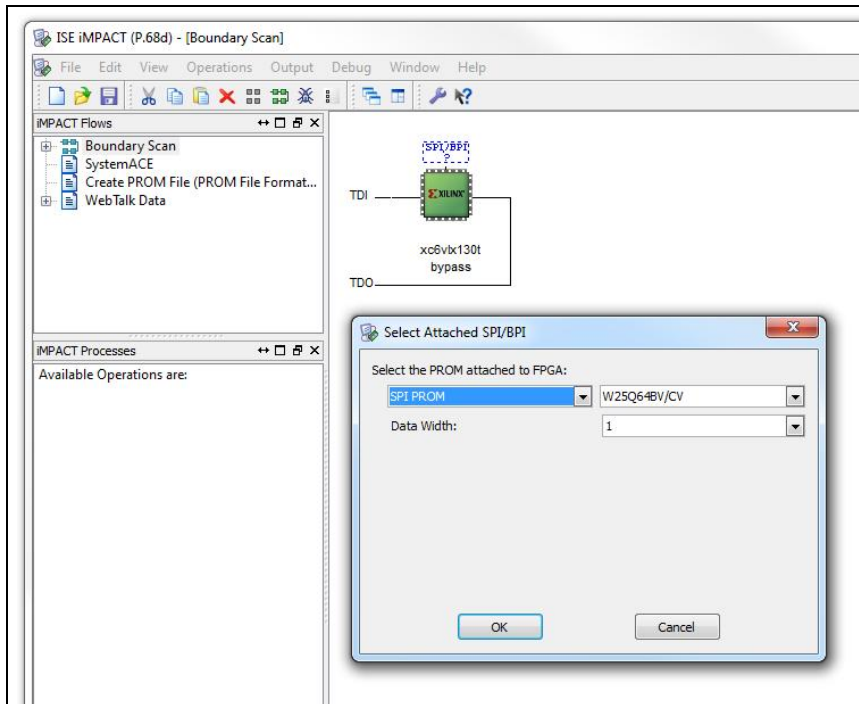 ISE iMPACT (P.68d) - [Boundary Scan]
File Edit View Operations Output Debug Window Help
iMPACT Flows
Boundary Scan
SystemACE
Create PROM File (PROM File Format...
WebTalk Data
SPI/BPI
?
TDI
XILINX
xc6vlx130t
bypass
TDO
iMPACT Processes
Available Operations are:
Select Attached SPI/BPI
Select the PROM attached to FPGA:
SPI PROM W25Q64BV/CV
Data Width: 1
OK Cancel